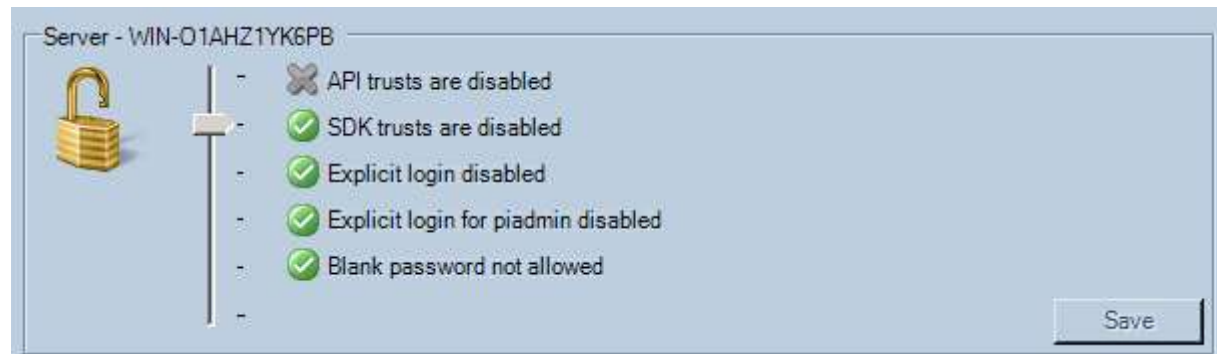 Server - WIN-O1AHZ1YK6PB
API trusts are disabled
SDK trusts are disabled
Explicit login disabled
Explicit login for piadmin disabled
Blank password not allowed
Save